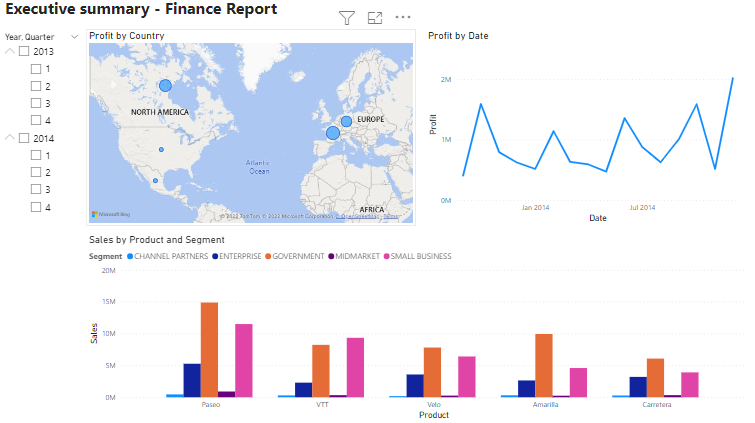 Executive summary - Finance Report
Year, Quarter
2013
1
2
3
4
2014
1
2
3
4
Profit by Country
NORTH AMERICA
EUROPE
Atlantic
Ocean
AFRICA
Microsoft Bing
© 2022 TomTom, © 2022 Microsoft Corporation, © OpenStreetMap, Terms
Profit by Date
Profit
2M
1M
0M
Jan 2014
Jul 2014
Date
Sales by Product and Segment
Segment CHANNEL PARTNERS ENTERPRISE GOVERNMENT MIDMARKET SMALL BUSINESS
Sales
20M
15M
10M
5M
0M
Paseo
VTT
Velo
Amarilla
Carretera
Product